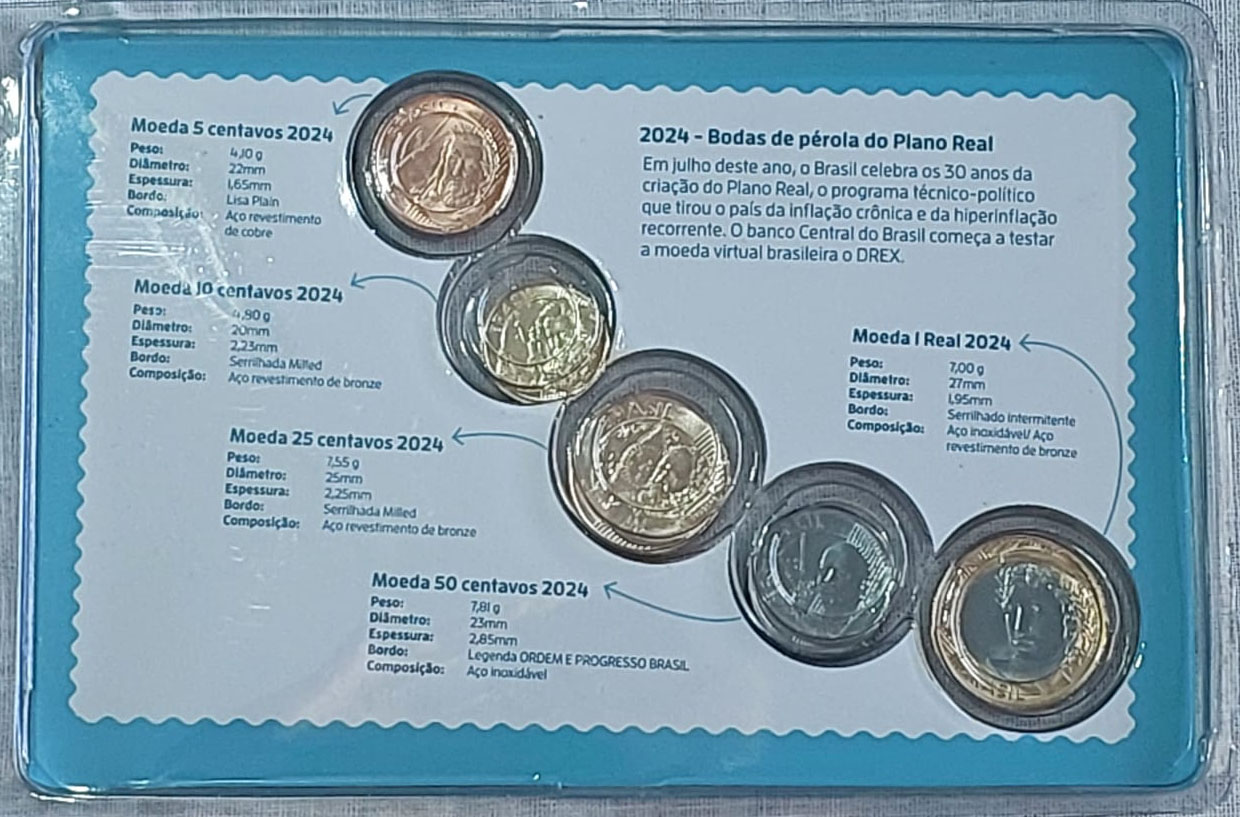 Moeda 5 centavos 2024
Peso: 4,10 g
Diâmetro: 22mm
Espessura: 1,65mm
Bordo: Lisa Plain
Composição: Aço revestimento
de cobre
2024 - Bodas de pérola do Plano Real
Em julho deste ano, o Brasil celebra os 30 anos da
criação do Plano Real, o programa técnico-político
que tirou o país da inflação crônica e da hiperinflação
recorrente. O banco Central do Brasil começa a testar
a moeda virtual brasileira o DREX.
Moeda 10 centavos 2024
Peso: 4,80 g
Diâmetro: 20mm
Espessura: 2,23mm
Bordo: Serrilhada Milled
Composição: Aço revestimento de bronze
Moeda 1 Real 2024
Peso: 7,00 g
Diâmetro: 27mm
Espessura: 1,95mm
Bordo: Serrilhado intermitente
Composição: Aço inoxidável/ Aço
revestimento de bronze
Moeda 25 centavos 2024
Peso: 7,55 g
Diâmetro: 25mm
Espessura: 2,25mm
Bordo: Serrilhada Milled
Composição: Aço revestimento de bronze
Moeda 50 centavos 2024
Peso: 7,81 g
Diâmetro: 23mm
Espessura: 2,85mm
Bordo: Legenda ORDEM E PROGRESSO BRASIL
Composição: Aço inoxidável